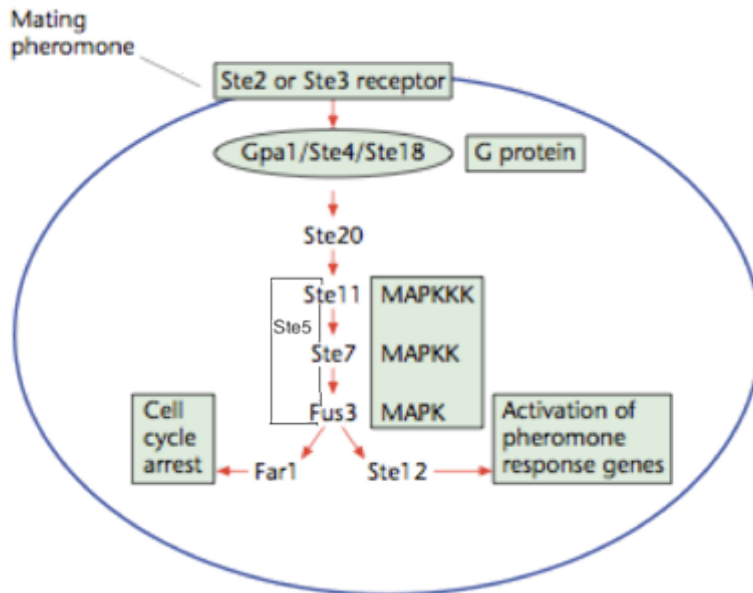 Mating
pheromone
Ste2 or Ste3 receptor
Gpa1/Ste4/Ste18
G protein
Ste20
Ste11
MAPKKK
Ste5
Ste7
MAPKK
Fus3
MAPK
Cell
cycle
arrest
Far1
Ste12
Activation of
pheromone
response genes